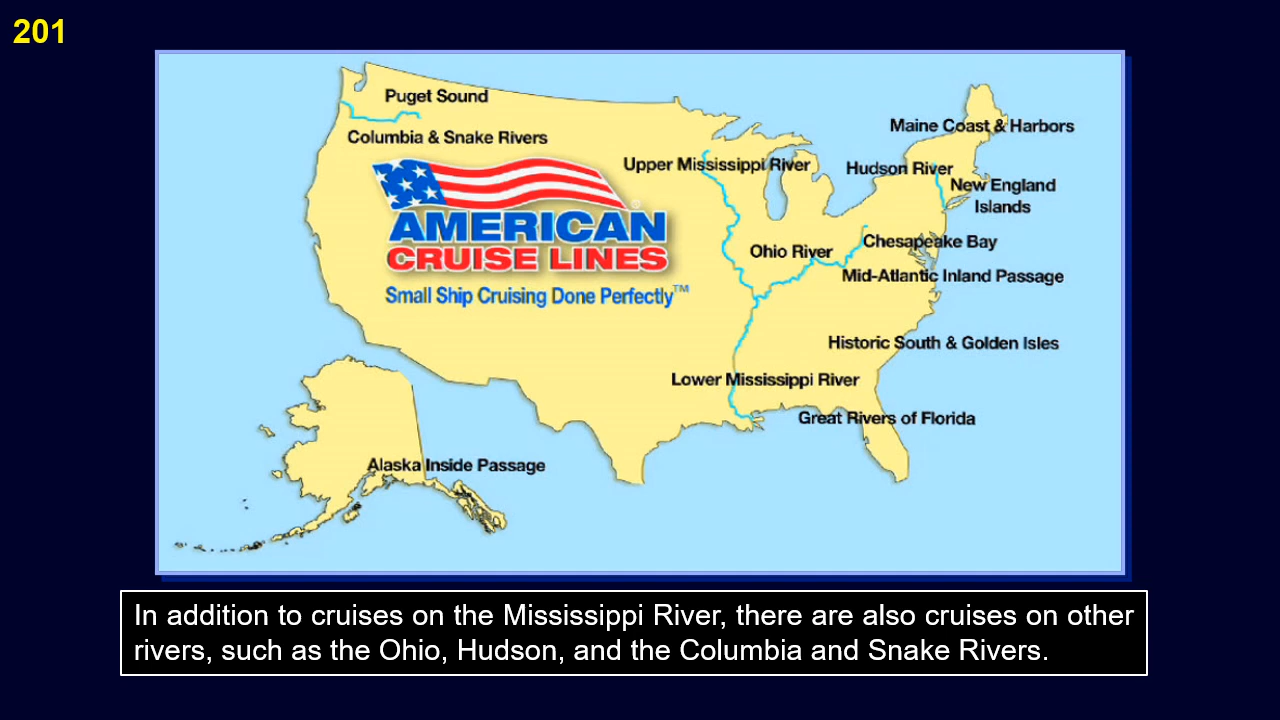 201
Puget Sound
Columbia & Snake Rivers
Maine Coast & Harbors
Upper Mississippi River
Hudson River
New England
Islands
AMERICAN
CRUISE LINES
Small Ship Cruising Done Perfectly™
Ohio River
Chesapeake Bay
Mid-Atlantic Inland Passage
Historic South & Golden Isles
Lower Mississippi River
Great Rivers of Florida
Alaska Inside Passage
In addition to cruises on the Mississippi River, there are also cruises on other
rivers, such as the Ohio, Hudson, and the Columbia and Snake Rivers.